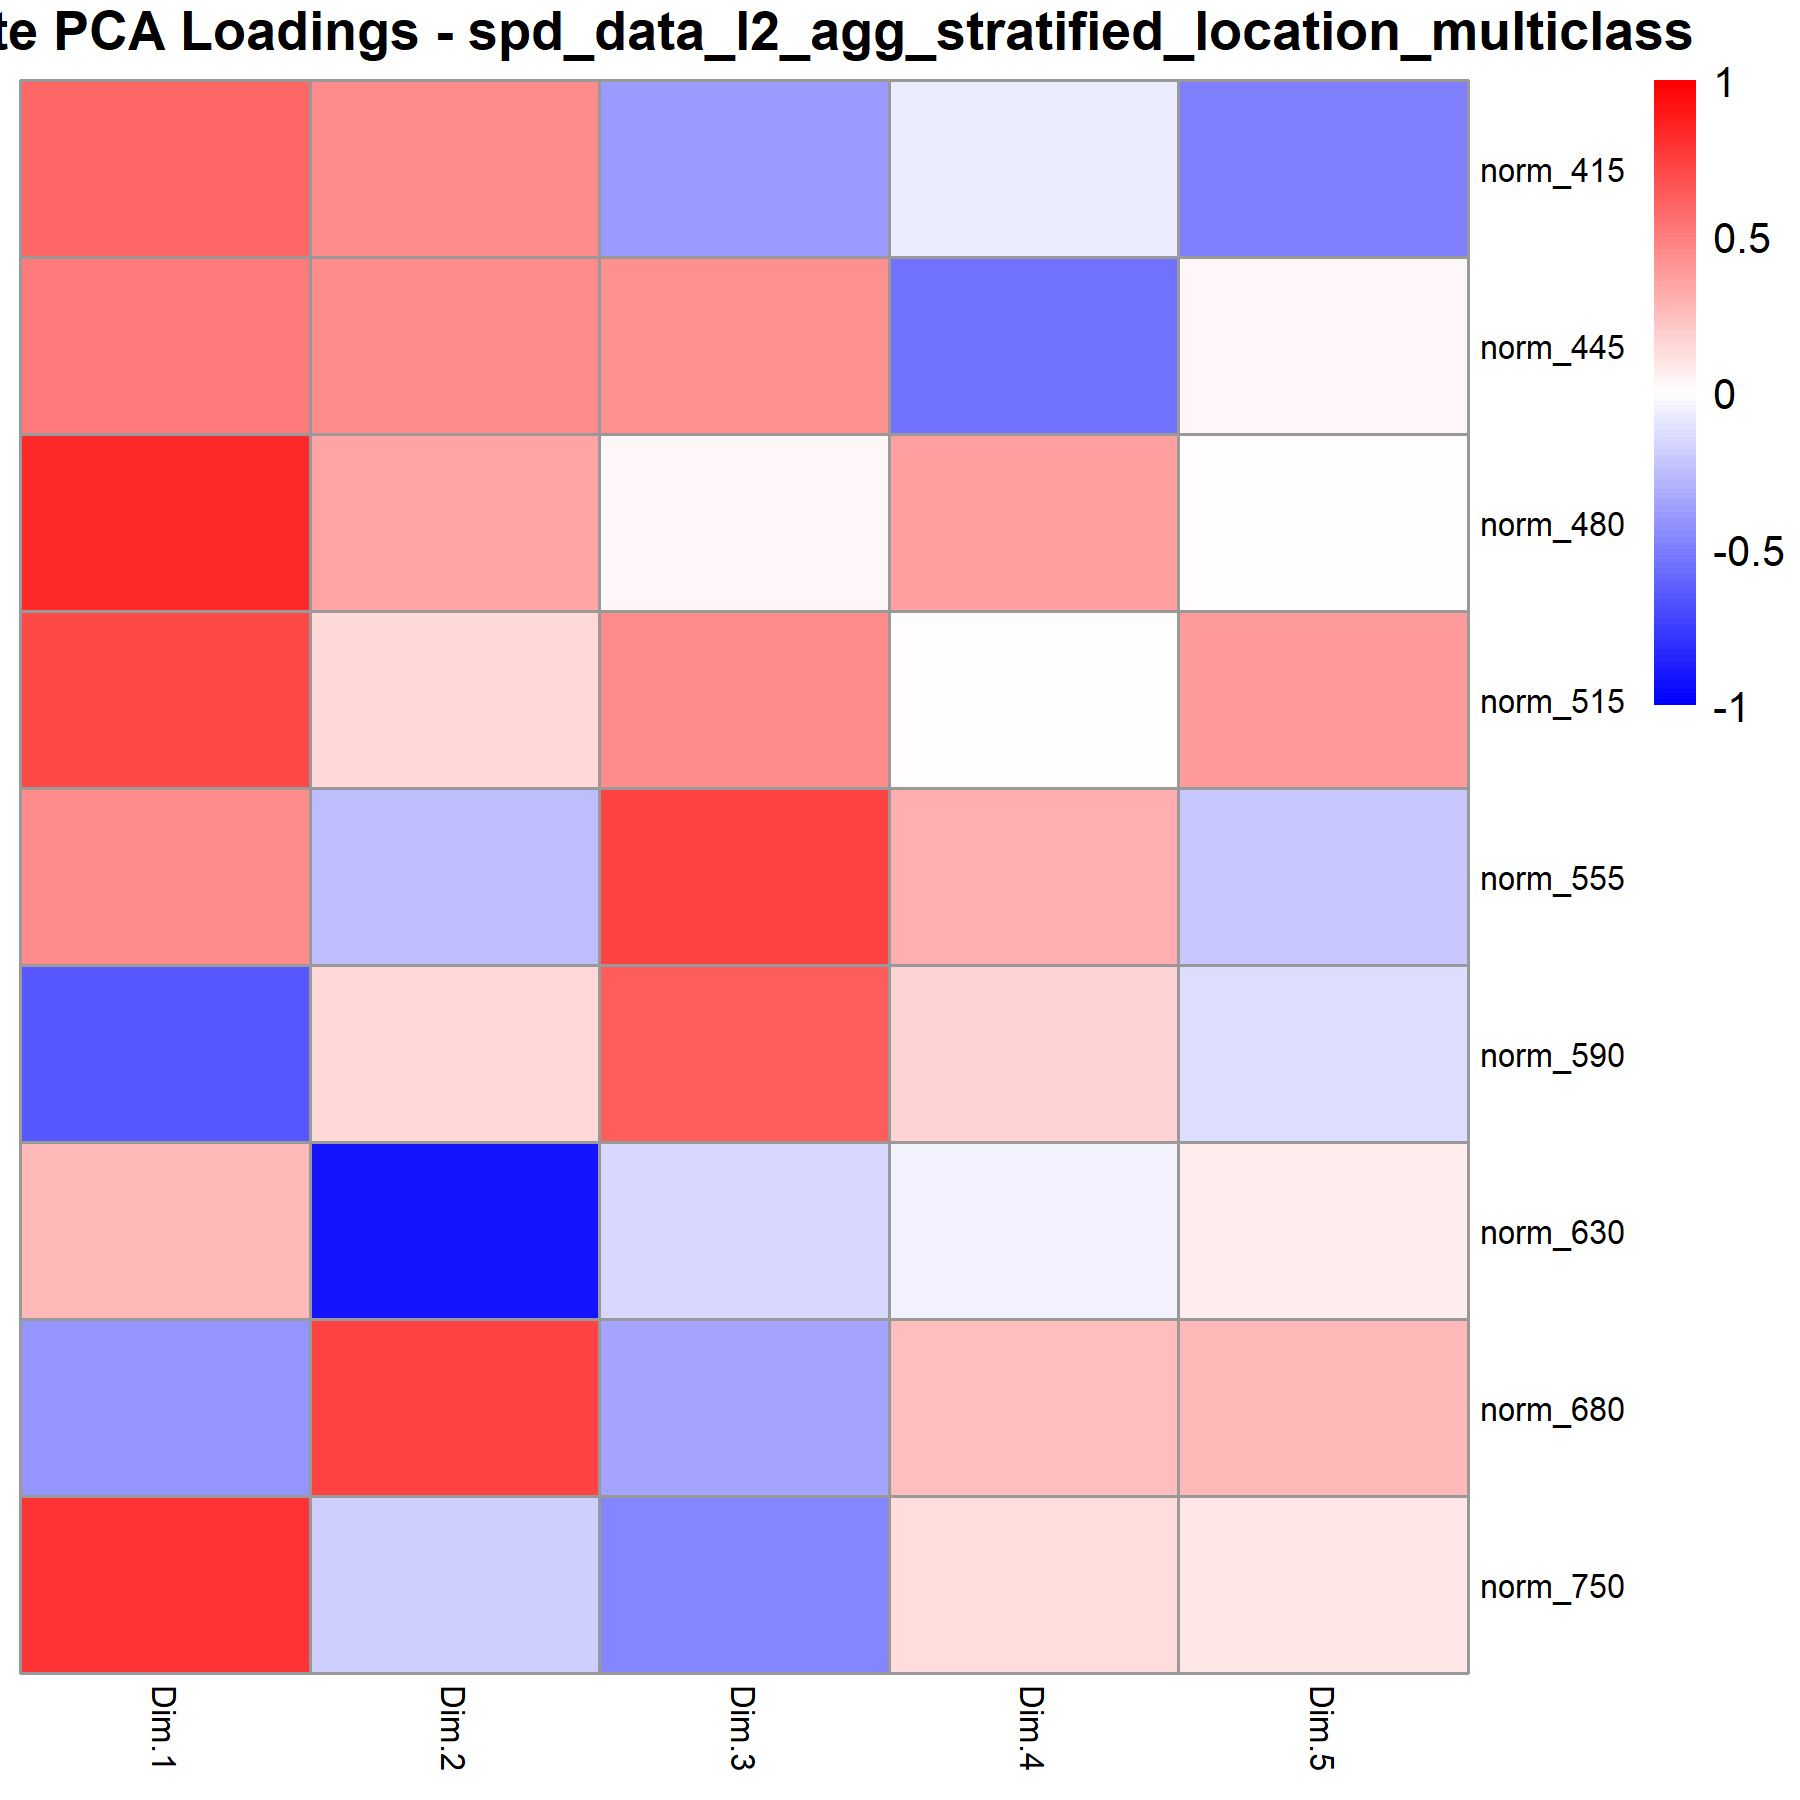 te PCA Loadings - spd_data_l2_agg_stratified_location_multiclass
1
0.5
0
-0.5
-1
norm_415
norm_445
norm_480
norm_515
norm_555
norm_590
norm_630
norm_680
norm_750
Dim.1
Dim.2
Dim.3
Dim.4
Dim.5